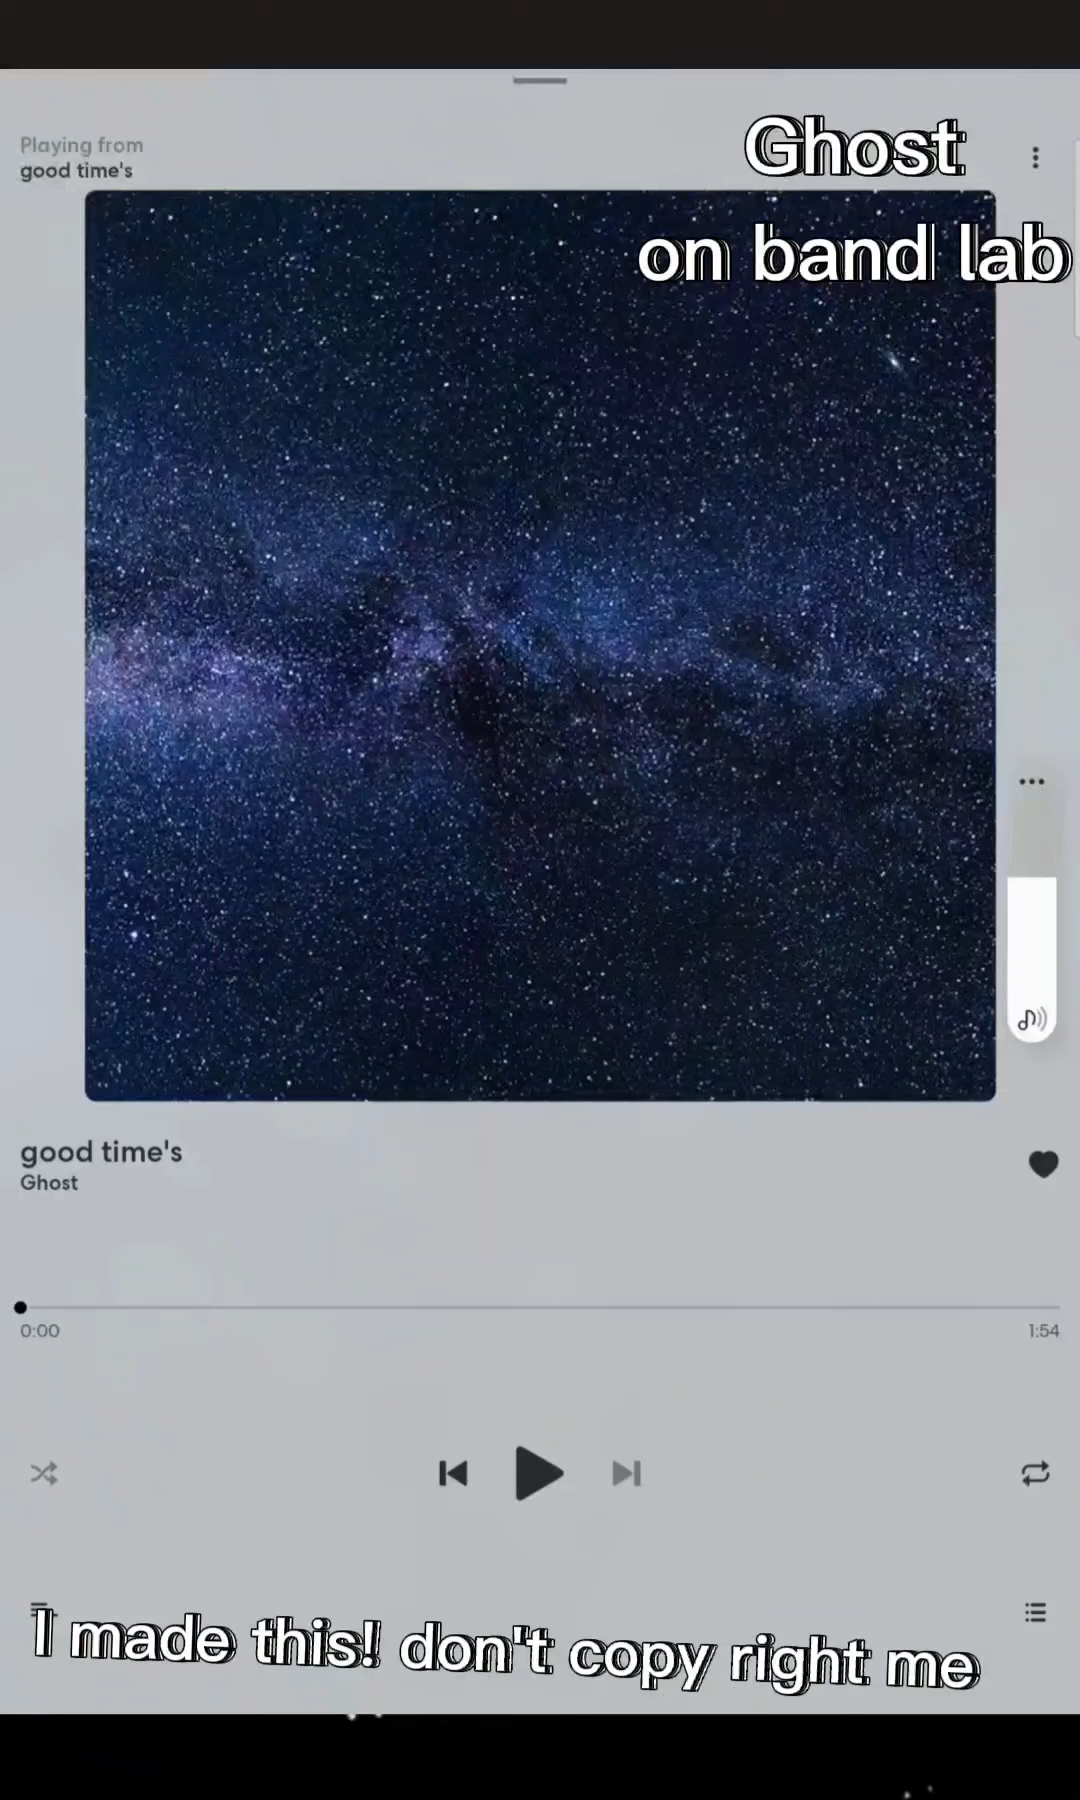 Playing from
good time's
Ghost
on band lab
good time's
Ghost
0:00
1:54
I made this! don't copy right me